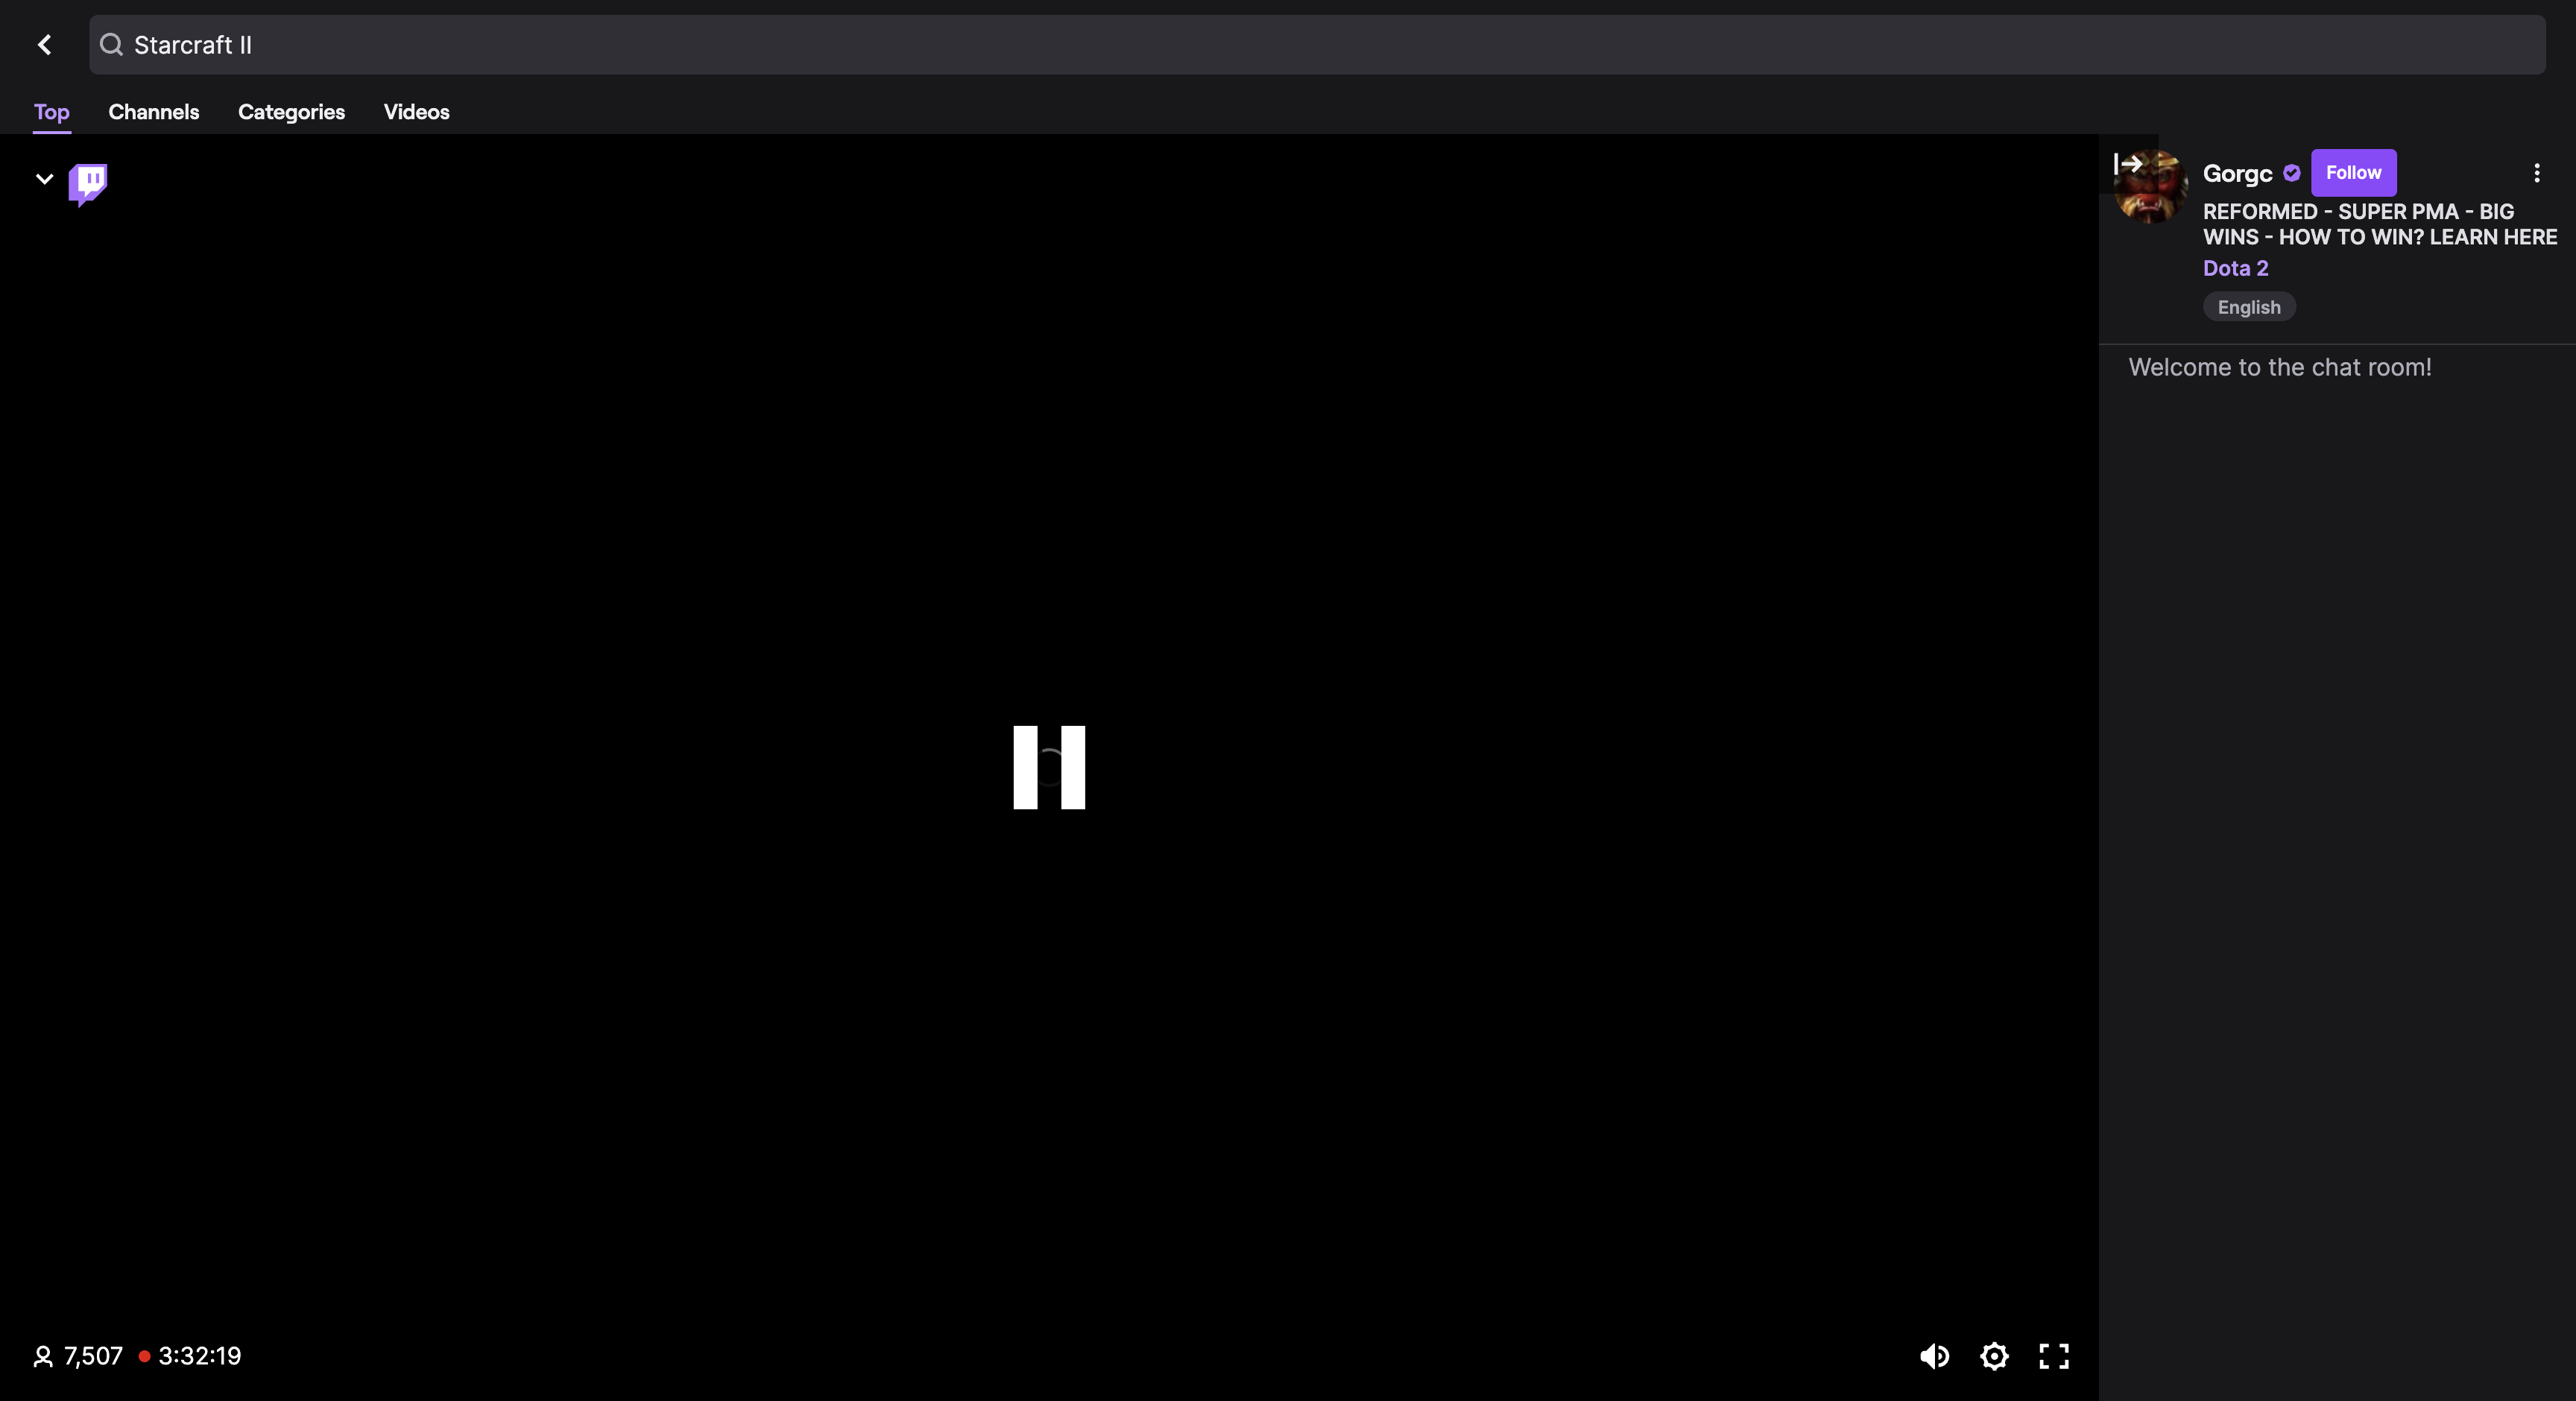 Starcraft II
Top
Channels
Categories
Videos
Gorgc
Follow
REFORMED - SUPER PMA - BIG
WINS - HOW TO WIN? LEARN HERE
Dota 2
English
Welcome to the chat room!
7,507
3:32:19